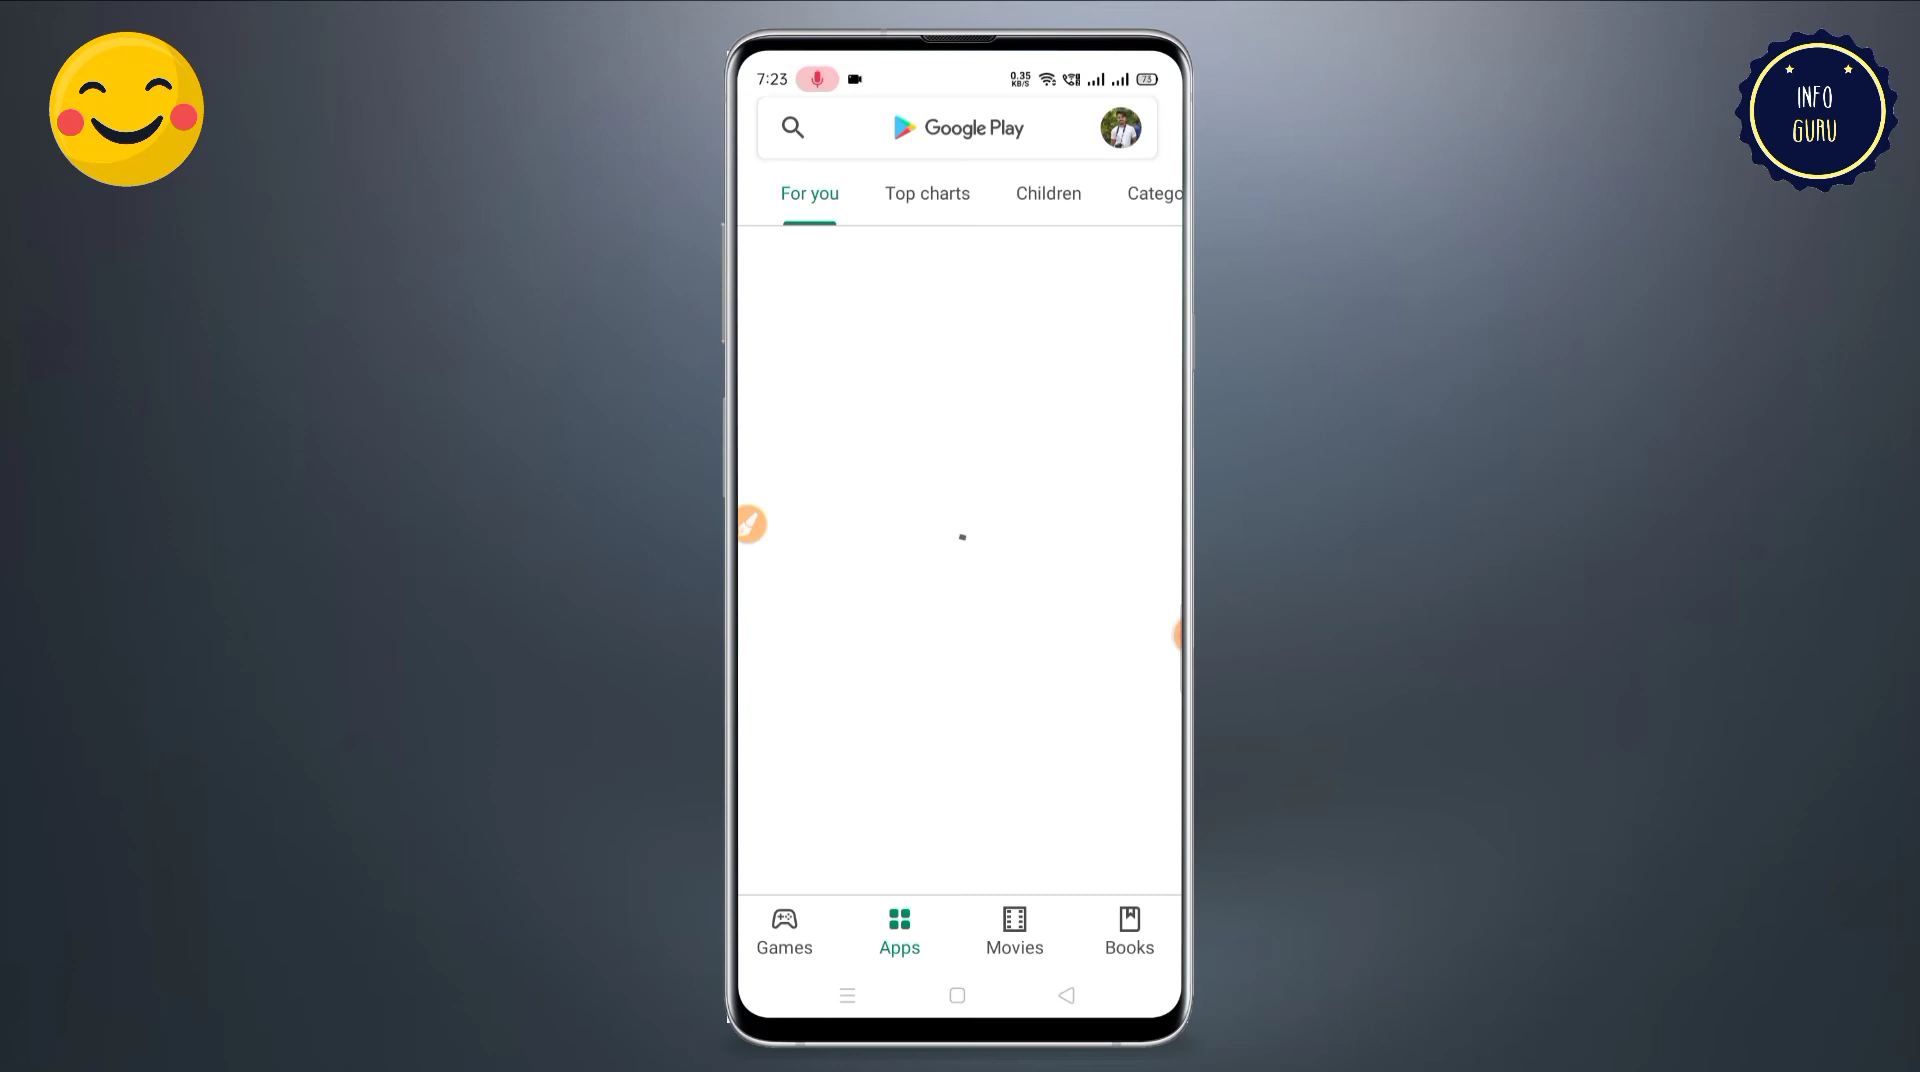 7:23
0.35
KB/S
73
Google Play
For you
Top charts
Children
Catego
Games
Apps
Movies
Books
INFO
GURU